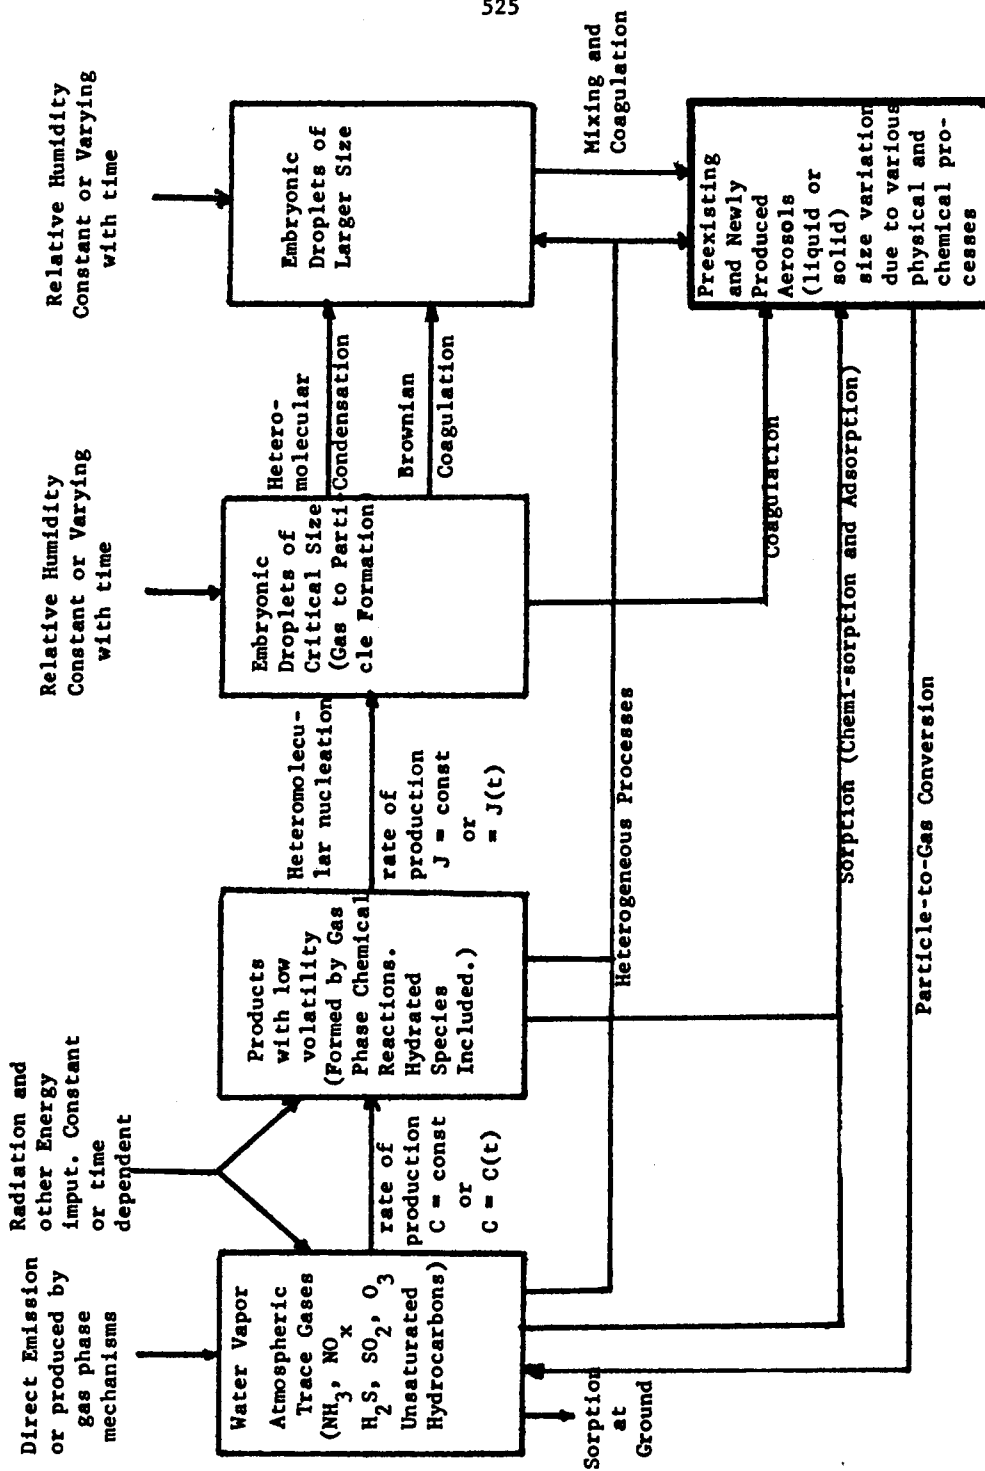 525
Direct Emission
or produced by
gas phase
mechanisms
Radiation and
other Energy
imput. Constant
or time
dependent
Relative Humidity
Constant or Varying
with time
Relative Humidity
Constant or Varying
with time
Water Vapor
Atmospheric
Trace Gases
(NH3, NOx
H2S, SO2, O3
Unsaturated
Hydrocarbons)
rate of
production
C = const
or
C = C(t)
Products
with low
volatility
(Formed by Gas
Phase Chemical
Reactions.
Hydrated
Species
Included.)
Heteromolecu-
lar nucleation
rate of
production
J = const
or
= J(t)
Embryonic
Droplets of
Critical Size
(Gas to Parti-
cle Formation)
Hetero-
molecular
Condensation
Brownian
Coagulation
Embryonic
Droplets of
Larger Size
Sorption
at
Ground
Heterogeneous Processes
Coagulation
Sorption (Chemi-sorption and Adsorption)
Particle-to-Gas Conversion
Mixing and
Coagulation
Preexisting
and Newly
Produced
Aerosols
(liquid or
solid)
size variation
due to various
physical and
chemical pro-
cesses